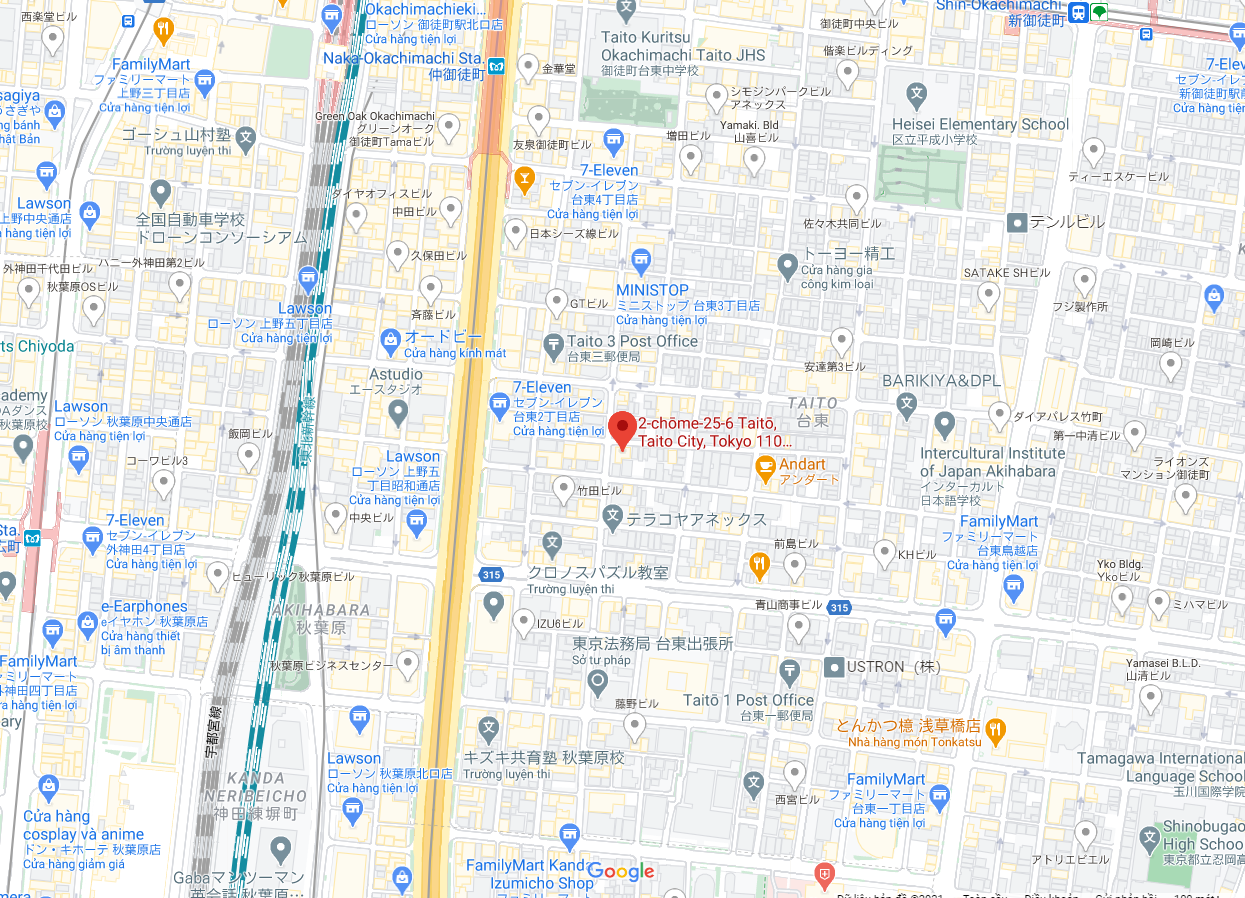 西楽堂ビル
FamilyMart
ファミリーマート
上野三丁目店
Cửa hàng tiện lợi
Okachimachieki...
ローソン 御徒町駅北口店
Cửa hàng tiện lợi
Naka-Okachimachi Sta.
仲御徒町
金華堂
Taito Kuritsu
Okachimachi Taito JHS
御徒町台東中学校
御徒町中央ビル
偕楽ビルディング
Shin-Okachimachi
新御徒町
7-Eleven
セブン-イレブン
新御徒町駅前
Cửa hàng tiện
ゴーシュ山村塾
Trường luyện thi
Green Oak Okachimachi
グリーンオーク
御徒町Tamaビル
友泉御徒町ビル
シモジンパークビル
アネックス
増田ビル
Yamaki. Bld
山喜ビル
Heisei Elementary School
区立平成小学校
ティーエスケービル
7-Eleven
セブン-イレブン
台東4丁目店
Cửa hàng tiện lợi
Lawson
上野中央通店
Cửa hàng tiện lợi
全国自動車学校
ドローンコンソーシアム
ダイヤオフィスビル
中田ビル
日本シーズ線ビル
佐々木共同ビル
テンルビル
久保田ビル
外神田千代田ビル
ハニー外神田第2ビル
秋葉原OSビル
トーヨー精工
Cửa hàng gia
công kim loại
SATAKE SHビル
フジ製作所
MINISTOP
ミニストップ 台東3丁目店
Cửa hàng tiện lợi
GTビル
Lawson
ローソン 上野五丁目店
Cửa hàng tiện lợi
斉藤ビル
オードビー
Cửa hàng kính mát
Taito 3 Post Office
台東三郵便局
安達第3ビル
岡崎ビル
Astudio
エースタジオ
BARIKIYA&DPL
7-Eleven
セブン-イレブン
台東2丁目店
Cửa hàng tiện lợi
TAITO
台東
2-chōme-25-6 Taitō,
Taito City, Tokyo 110...
ダイアパレス竹町
第一中清ビル
Lawson
ローソン 秋葉原中央通店
Cửa hàng tiện lợi
飯岡ビル
コーワビル3
東北新幹線
Lawson
ローソン 上野五
丁目昭和通店
Cửa hàng tiện lợi
Andart
アンダート
Intercultural Institute
of Japan Akihabara
インターカルト
日本語学校
ライオンズ
マンション御徒町
竹田ビル
テラコヤアネックス
中央ビル
7-Eleven
セブン-イレブン
外神田4丁目店
Cửa hàng tiện lợi
前島ビル
KHビル
FamilyMart
ファミリーマート
台東鳥越店
Cửa hàng tiện lợi
Yko Bldg.
Ykoビル
ミハマビル
ヒューリック秋葉原ビル
315
クロノスパズル教室
Trường luyện thi
青山商事ビル
315
e-Earphones
eイヤホン 秋葉原店
Cửa hàng thiết
bị âm thanh
AKIHABARA
秋葉原
IZU6ビル
東京法務局 台東出張所
Sở tư pháp
USTRON（株）
Yamasei B.L.D.
山清ビル
FamilyMart
秋葉原ビジネスセンター
Taitō 1 Post Office
台東一郵便局
藤野ビル
宇都宮線
とんかつ檍 浅草橋店
Nhà hàng món Tonkatsu
Lawson
ローソン 秋葉原北口店
Cửa hàng tiện lợi
キズキ共育塾 秋葉原校
Trường luyện thi
Tamagawa International
Language School
玉川国際学院
KANDA
NERIBEICHO
神田練塀町
西宮ビル
FamilyMart
ファミリーマート
台東一丁目店
Cửa hàng tiện lợi
Cửa hàng
cosplay và anime
ドン・キホーテ 秋葉原店
Cửa hàng giảm giá
Shinobugao
High Schoo
東京都立忍岡高
アトリエビエル
Gabaマンツーマン
英会話秋葉原…
FamilyMart Kanda
Izumicho Shop
Google